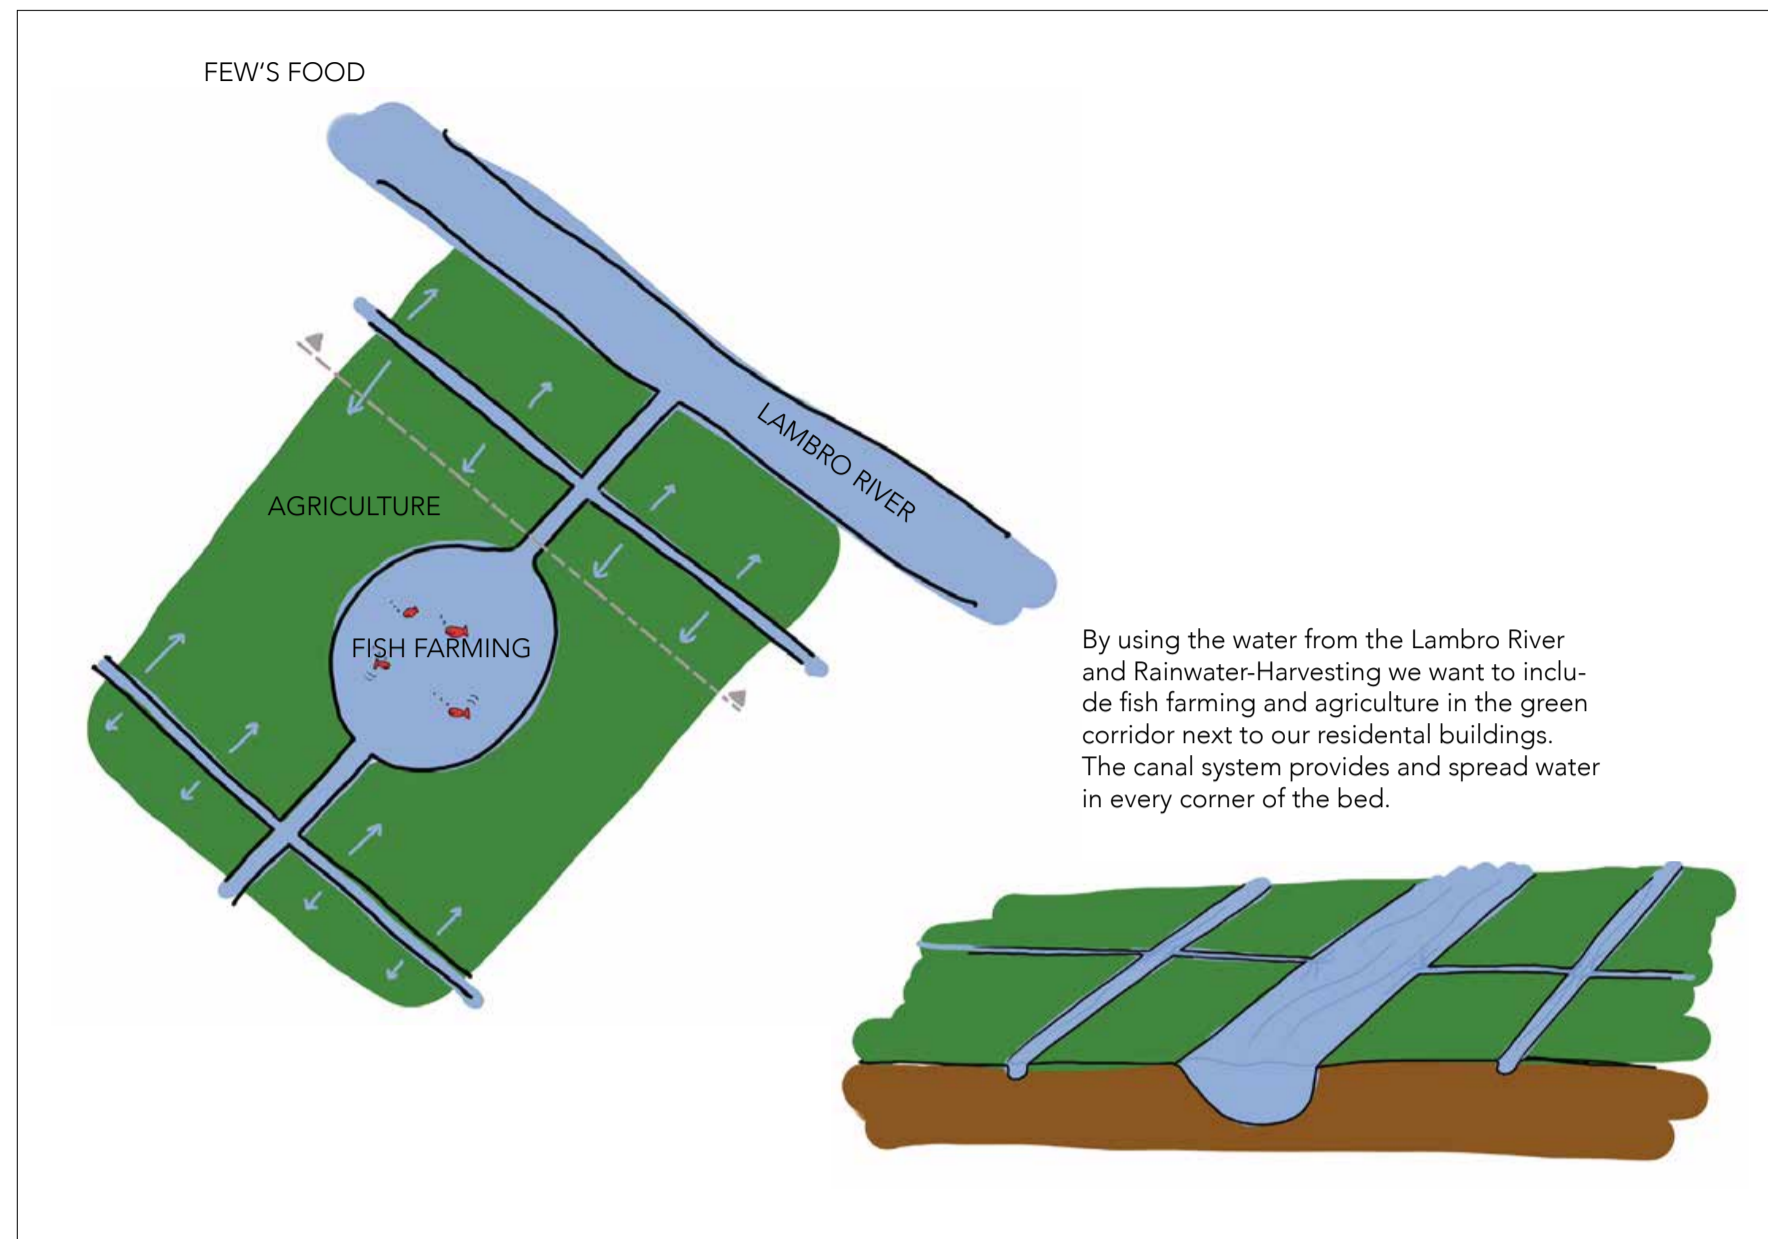 FEW'S FOOD
LAMBRO RIVER
AGRICULTURE
FISH FARMING
By using the water from the Lambro River
and Rainwater-Harvesting we want to inclu-
de fish farming and agriculture in the green
corridor next to our residental buildings.
The canal system provides and spread water
in every corner of the bed.